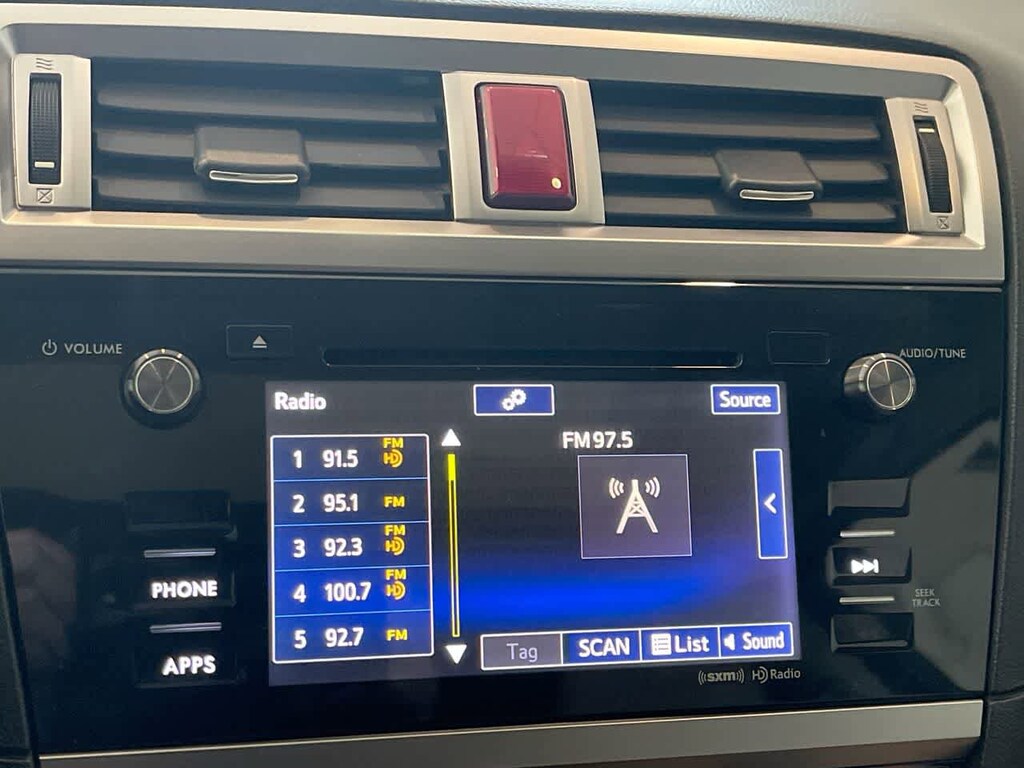 VOLUME
AUDIO/TUNE
Radio
Source
FM 97.5
1 91.5 FM HD
2 95.1 FM
3 92.3 FM HD
4 100.7 FM HD
5 92.7 FM
PHONE
APPS
SEEK
TRACK
Tag SCAN List Sound
((sxm)) HD Radio